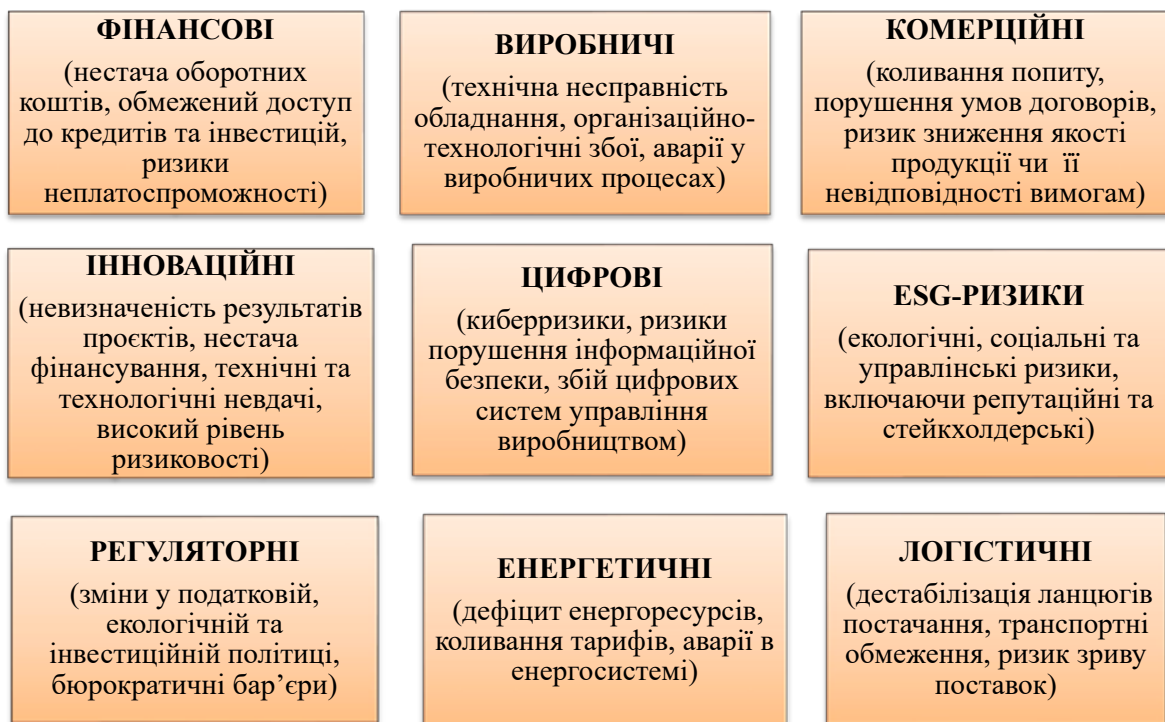 ФІНАНСОВІ
(нестача оборотних
коштів, обмежений доступ
до кредитів та інвестицій,
ризики
неплатоспроможності)
ВИРОБНИЧІ
(технічна несправність
обладнання, організаційно-
технологічні збої, аварії у
виробничих процесах)
КОМЕРЦІЙНІ
(коливання попиту,
порушення умов договорів,
ризик зниження якості
продукції чи її
невідповідності вимогам)
ІННОВАЦІЙНІ
(невизначеність результатів
проєктів, нестача
фінансування, технічні та
технологічні невдачі,
високий рівень
ризиковості)
ЦИФРОВІ
(киберризики, ризики
порушення інформаційної
безпеки, збій цифрових
систем управління
виробництвом)
ESG-РИЗИКИ
(екологічні, соціальні та
управлінські ризики,
включаючи репутаційні та
стейкхолдерські)
РЕГУЛЯТОРНІ
(зміни у податковій,
екологічній та
інвестиційній політиці,
бюрократичні бар’єри)
ЕНЕРГЕТИЧНІ
(дефіцит енергоресурсів,
коливання тарифів, аварії в
енергосистемі)
ЛОГІСТИЧНІ
(дестабілізація ланцюгів
постачання, транспортні
обмеження, ризик зриву
поставок)